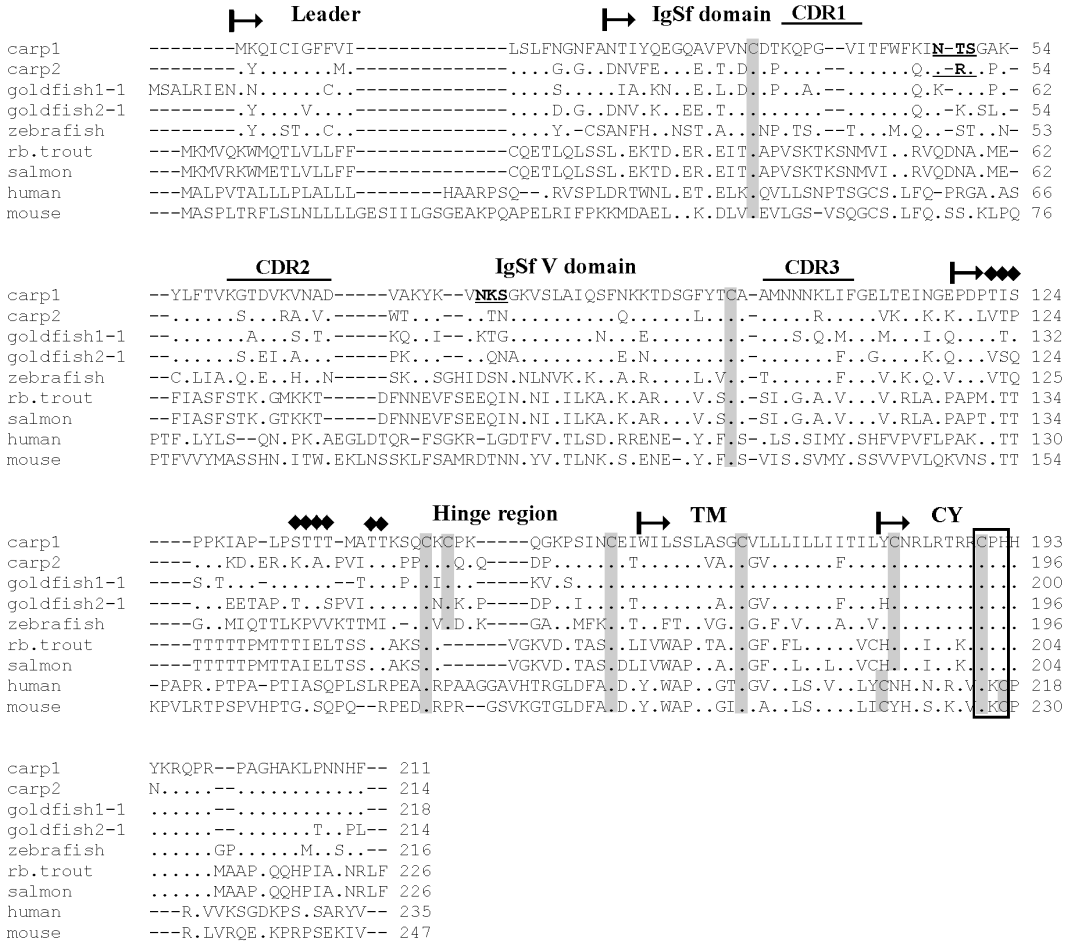 Leader IgSf domain CDR1
carp1 --------MKQICIGFFVI--------------LSLFNGNFANTIYQEGQAVPVNCDTKQPG--VITFWFKIN-TSGAK- 54
carp2 --------.Y.......M.--------------....G.G..DNVFE...E.T.D..P....--.......Q..-R..P.- 54
goldfish1-1 MSALRIEN.N......C..--------------....S.....IA.KN..E.L.D..P.A..--.......Q.K-...P.- 62
goldfish2-1 --------.Y....V....--------------....D.G..DNV.K..EE.T....P....--.......Q..-K.SL.- 54
zebrafish --------.Y..ST..C..--------------....Y.-CSANFH..NST.A..NP.TS.--T....M..Q--ST..N- 53
rb.trout ---MKMVQKWMQTLVLLFF--------------CQETLQLSSL.EKTD.ER.EIT.APVSKTKSNMVI..RVQDNA.ME- 62
salmon ---MKMVRKWMETLVLLFF--------------CQETLQLSSL.EKTD.ER.EIT.APVSKTKSNMVI..RVQDNA.ME- 62
human ---MALPVTALLLPLALLL--------HAARPSQ--.RVSPLDRTWNL.ET.ELK.QVLLSNPTSGCS.LFQ-PRGA.AS 66
mouse ---MASPLTRFLSLNLLLLGESIILGSGEAKPQAPELRIFPKKMDAEL..K.DLV.EVLGS-VSQGCS.LFQ.SS.KLPQ 76
CDR2 IgSf V domain CDR3
carp1 --YLFTVKGTDVKVNAD-----VAKYK--VNKSGKVSLAIQSFNKKTDSGFYTCA-AMNNNKLIFGELTEINGEPDPTIS 124
carp2 --......S...RA.V.-----WT...--..TN...........Q......L...-.....R.....VK..K.K..LVTP 124
goldfish1-1 --.......A...S.T.-----KQ..I--.KTG........N...E.........-...S.Q.M...M..I.Q.....T. 132
goldfish2-1 --......S.EI.A...-----PK....--..QNA.........E.N........-.......F..G...K.Q...VSQ 124
zebrafish --C.LIA.Q.E..H..N-----SK...SGHIDSN.NLNVK.K..A.R....L.V..-T......F...V.K.Q.V...VTQ 125
rb.trout --FIASFSTK.GMKKT-----DFNNEVFSEEQIN.NI.ILKA.K.AR...V.S..-SI.G.A.V...V.RLA.PAPM.TT 134
salmon --FIASFSTK.GTKKT-----DFNNEVFSEEQIN.NI.ILKA.K.AR...V.S..-SI.G.A.V...V.RLA.PAPT.TT 134
human PTF.LYLS--QN.PK.AEGLDTQR-FSGKR-LGDTFV.TLSD.RRENE-Y.F.S-.LS.SIMY.SHFVPVFLPAK..TT 130
mouse PTFVVYMASSHN.ITW.EKLNSSKLFSAMRDTNN.YV.TLNK.S.ENE-Y.F.S-VIS.SVMY.SSVVPVLQKVNS.TT 154
Hinge region TM CY
carp1 ----PPKIAP-LPSTTTMATTKSQCKCPK-----QGKPSINCEIWILSSLASGCVLLLILLIITILYCNRLRTRRCPHH 193
carp2 ----...KD.ER.K.A.PVI...PP..Q.Q----DP......T......VA.GV......F.................. 196
goldfish1-1 ----S.T........-....T...P.I.......-----KV.S....................................... 200
goldfish2-1 ----...EETAP.T..SPVI....N.K.P-----DP..I...T......A.GV......F...H............... 196
zebrafish ----G...MIQTTLKPVVKTTMI..V.D.K----GA..MFK..T...FT..VG....F..A..V............... 196
rb.trout ----TTTTTPMTTTIELTSS..AKS.........VGKVD.TAS.LIVWAP.TA.GF.FL.....VCH...I..K..... 204
salmon ----TTTTTPMTTAIELTSS..AKS.........VGKVD.TAS.DLIVWAP..A.GF..L..L..VCH...I..K..... 204
human -PAPR.PTPA-PTIASQPLSLRPEA.RPAAGGAVHTRGLDFA.D.Y.WAP..GT.GV..LS.V..LYCNH.N.R.V.KCP 218
mouse KPVLRTPSPVHPTG.SQPQ--RPED.RPR--GSVKGTGLDFA.D.Y.WAP..GI.A..LS.....LICYH.S.K.V.KCP 230
carp1 YKRQPR--PAGHAKLPNNHF-- 211
carp2 N.....--............-- 214
goldfish1-1 ......--............-- 218
goldfish2-1 ......--.......T..PL-- 214
zebrafish ......GP......M..S..-- 216
rb.trout ......MAAP.QQHPIA.NRLF 226
salmon ......MAAP.QQHPIA.NRLF 226
human ---R.VVKSGDKPS.SARYV-- 235
mouse ---R.LVRQE.KPRPSEKIV-- 247